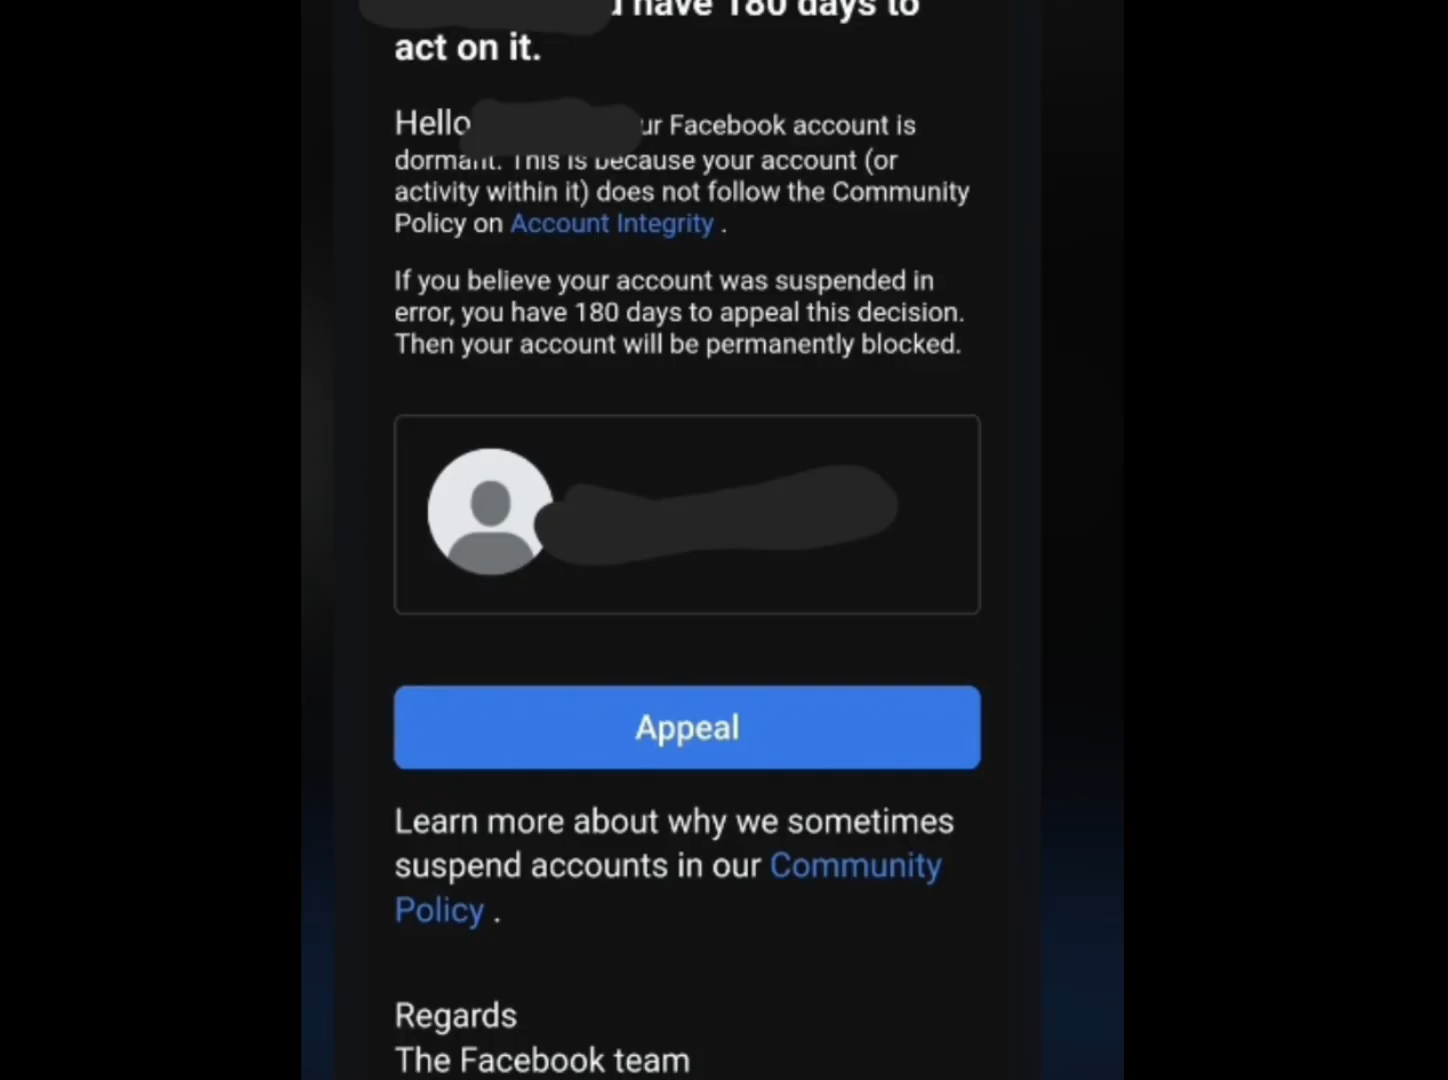 have 180 days to
act on it.
Hello
Facebook account is
dormant. This is because your account (or
activity within it) does not follow the Community
Policy on Account Integrity .
If you believe your account was suspended in
error, you have 180 days to appeal this decision.
Then your account will be permanently blocked.
Appeal
Learn more about why we sometimes
suspend accounts in our Community
Policy .
Regards
The Facebook team